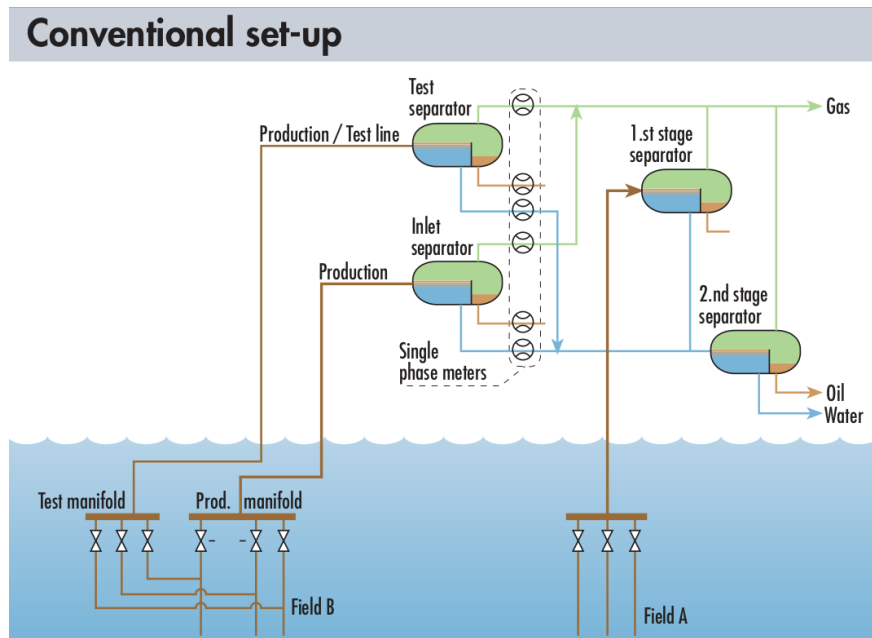 Conventional set-up
Test
separator
Gas
Production / Test line
1.st stage
separator
Inlet
separator
Production
2.nd stage
separator
Single
phase meters
Oil
Water
Test manifold
Prod. manifold
Field B
Field A